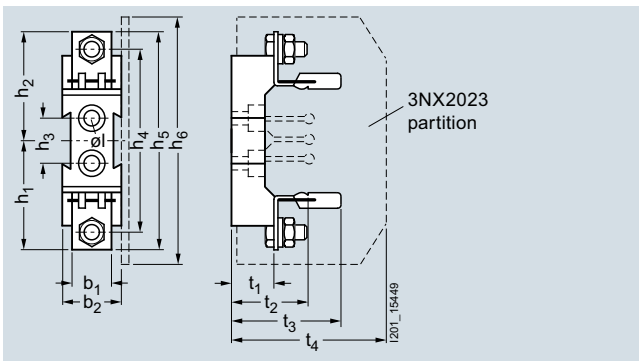 h2
h3
h1
øl
h4
h5
h6
b1
b2
t1
t2
t3
t4
3NX2023
partition
I201_15449